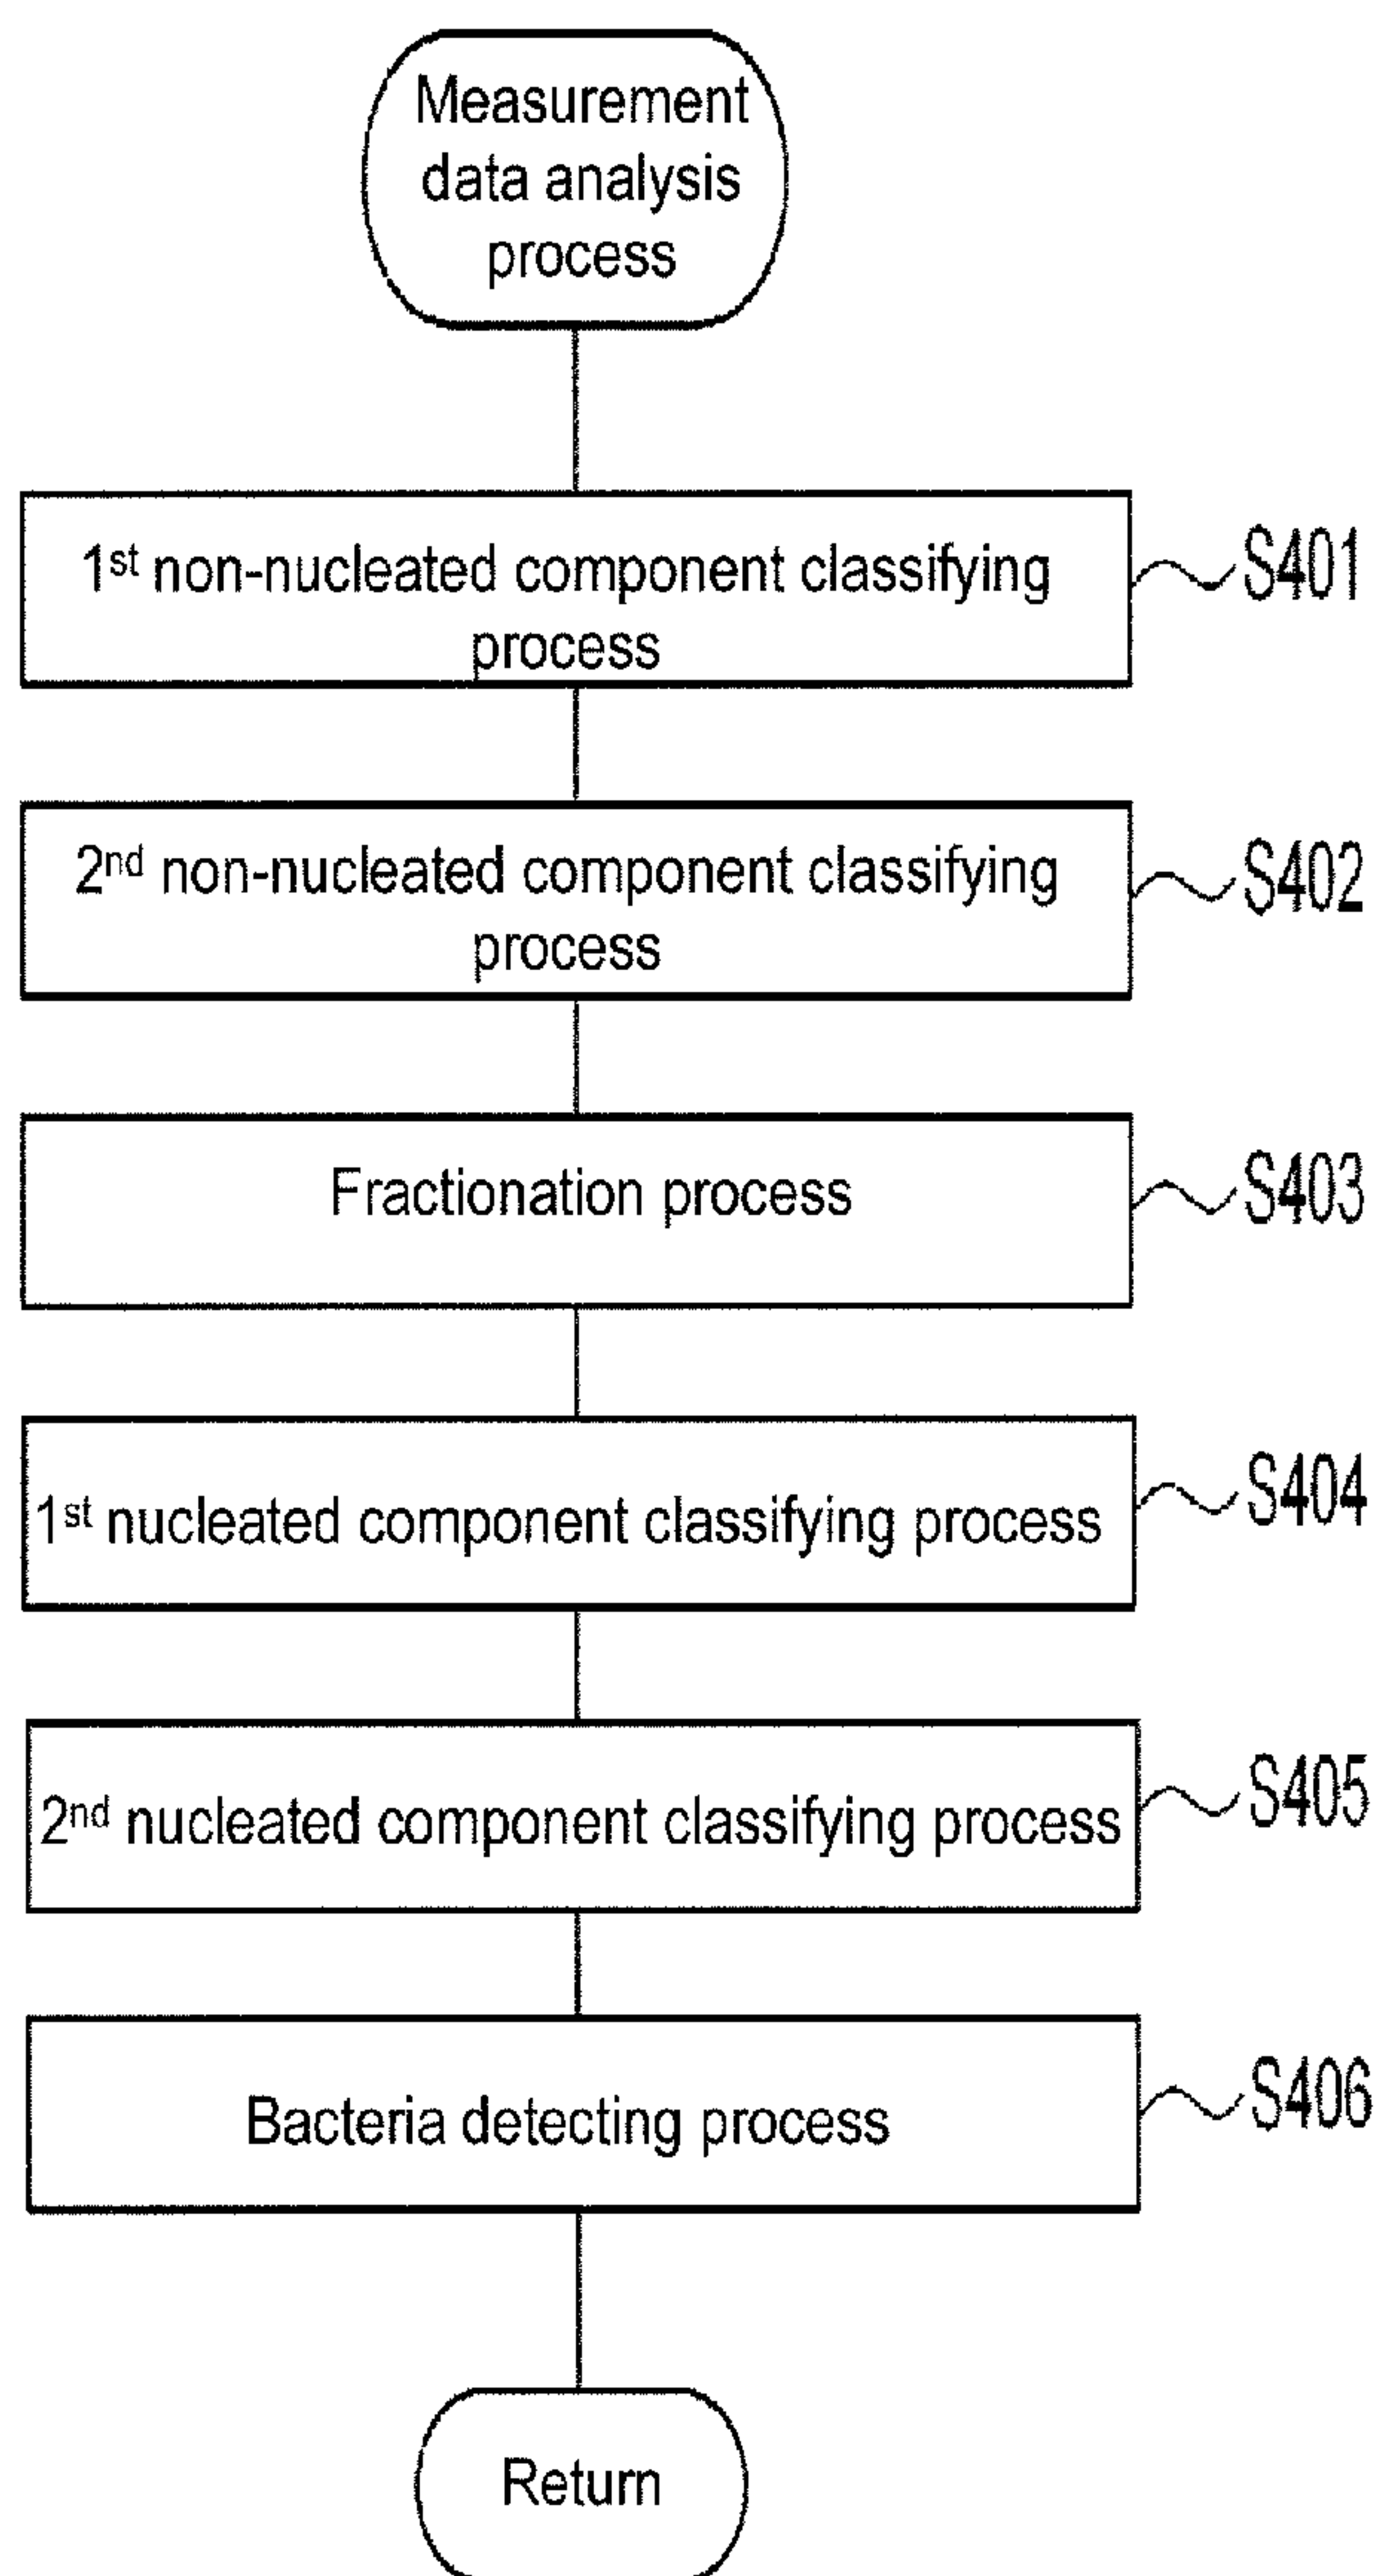 Measurement
data analysis
process
1st non-nucleated component classifying
process
S401
2nd non-nucleated component classifying
process
S402
Fractionation process
S403
1st nucleated component classifying process
S404
2nd nucleated component classifying process
S405
Bacteria detecting process
S406
Return